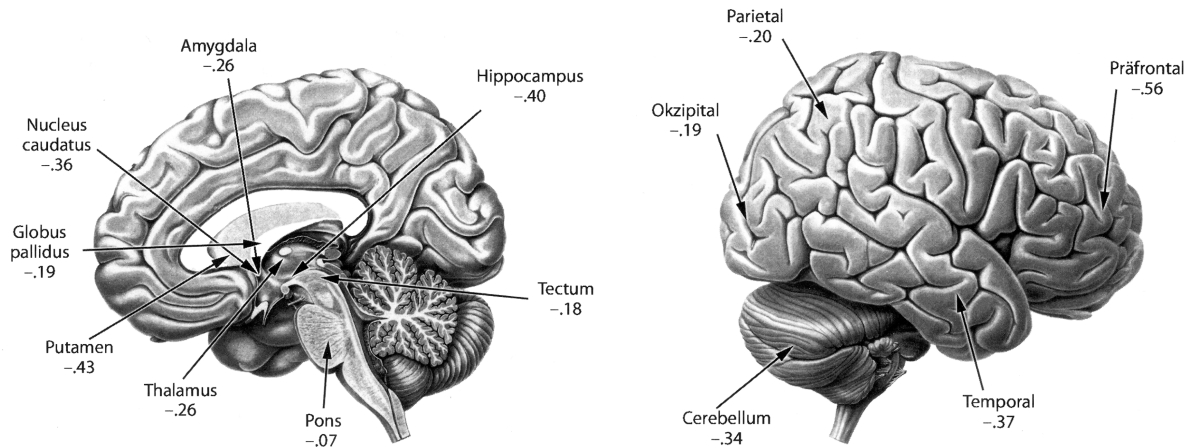 Amygdala
–.26
Hippocampus
–.40
Nucleus
caudatus
–.36
Globus
pallidus
–.19
Putamen
–.43
Thalamus
–.26
Pons
–.07
Tectum
–.18
Parietal
–.20
Präfrontal
–.56
Okzipital
–.19
Cerebellum
–.34
Temporal
–.37